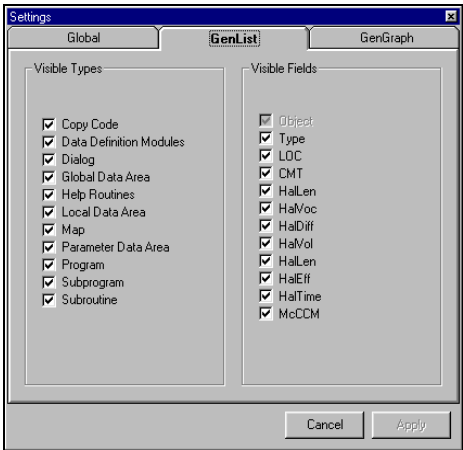 Settings
Global
GenList
GenGraph
Visible Types
Copy Code
Data Definition Modules
Dialog
Global Data Area
Help Routines
Local Data Area
Map
Parameter Data Area
Program
Subprogram
Subroutine
Visible Fields
Object
Type
LOC
CMT
HalLen
HalVoc
HalDiff
HalVol
HalLen
HalEff
HalTime
McCCM
Cancel
Apply